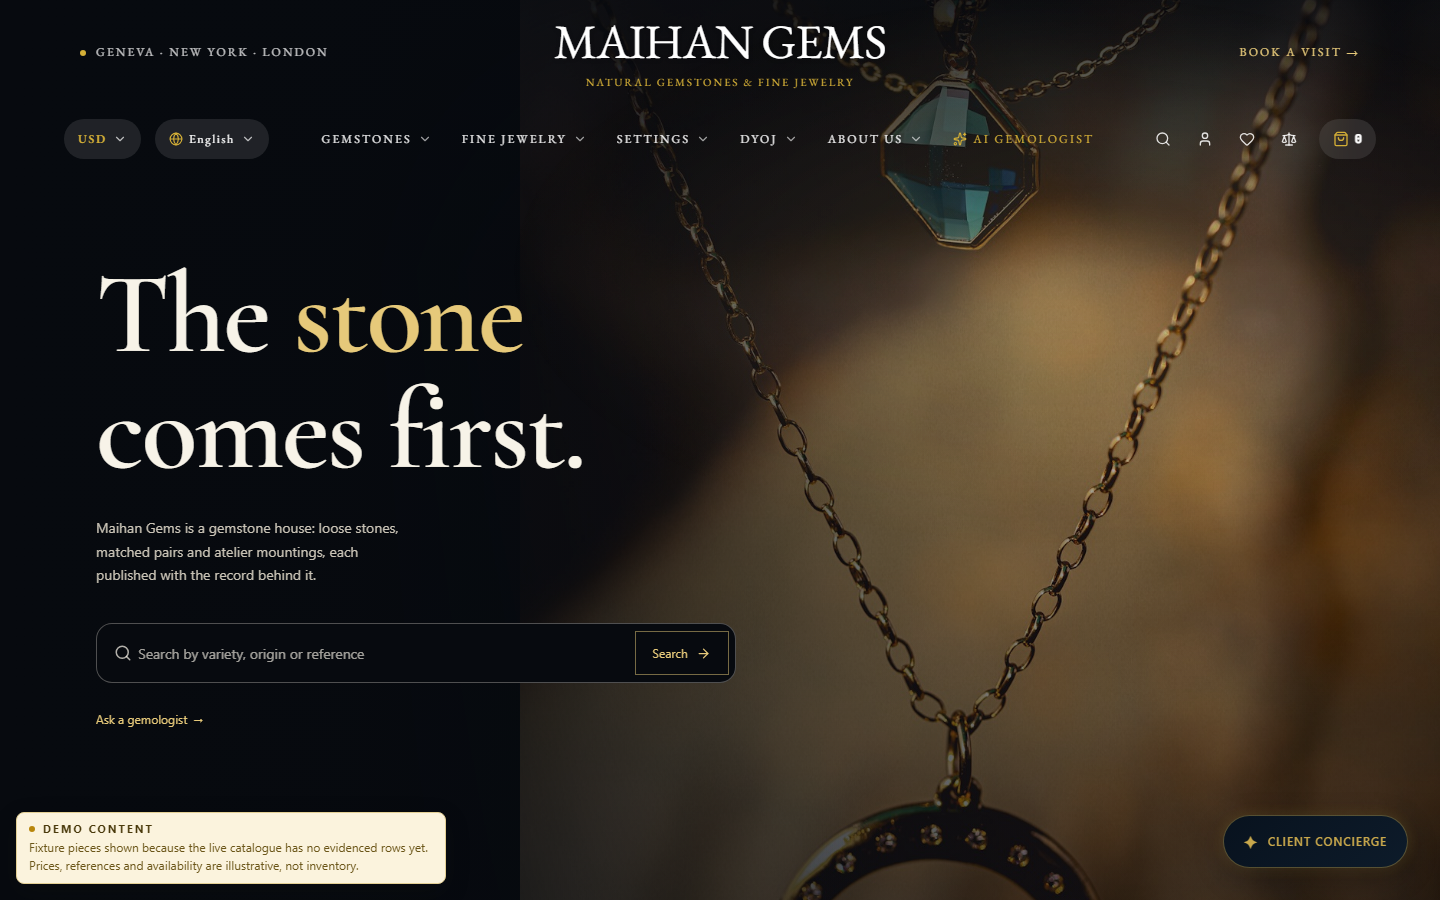 GENEVA · NEW YORK · LONDON
MAIHAN GEMS
NATURAL GEMSTONES & FINE JEWELRY
BOOK A VISIT →
USD
English
GEMSTONES
FINE JEWELRY
SETTINGS
DYOJ
ABOUT US
AI GEMOLOGIST
0
The stone
comes first.
Maihan Gems is a gemstone house: loose stones,
matched pairs and atelier mountings, each
published with the record behind it.
Search by variety, origin or reference
Search →
Ask a gemologist →
DEMO CONTENT
Fixture pieces shown because the live catalogue has no evidenced rows yet.
Prices, references and availability are illustrative, not inventory.
CLIENT CONCIERGE